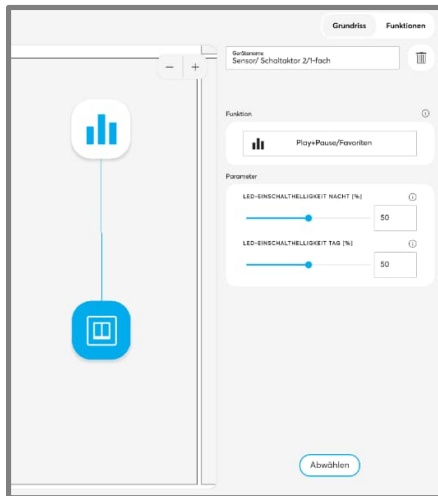 Grundriss Funktionen
− +
Gerätename
Sensor/ Schaltaktor 2/1-fach
Funktion
Play+Pause/Favoriten
Parameter
LED-EINSCHALTHELLIGKEIT NACHT [%]
50
LED-EINSCHALTHELLIGKEIT TAG [%]
50
Abwählen